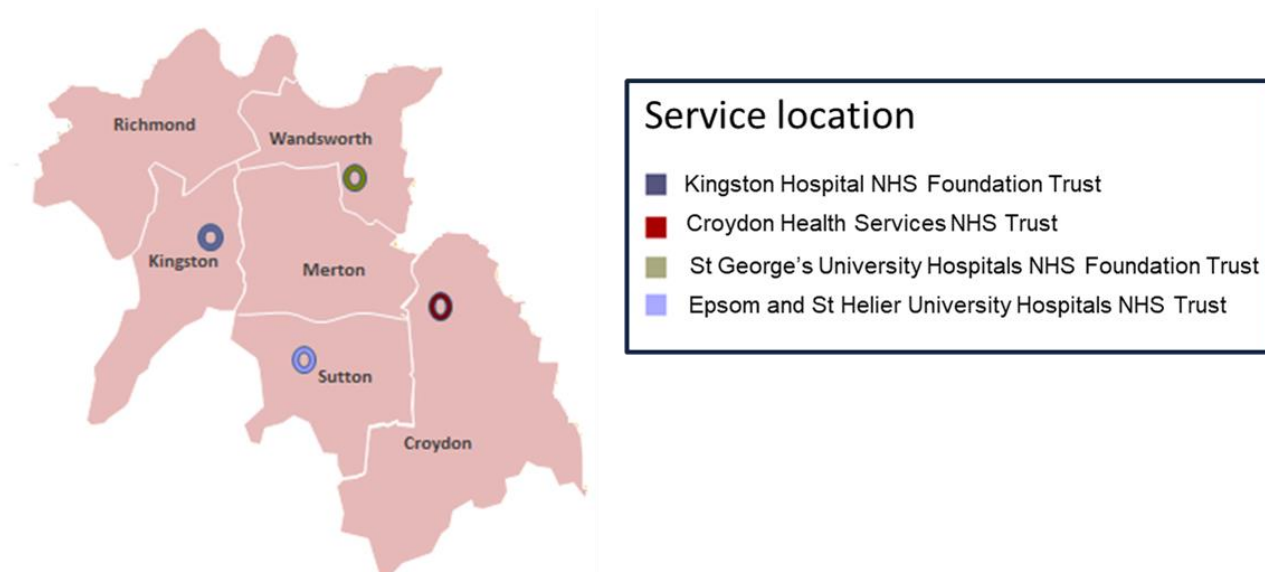 Richmond
Wandsworth
Kingston
Merton
Sutton
Croydon
Service location
Kingston Hospital NHS Foundation Trust
Croydon Health Services NHS Trust
St George's University Hospitals NHS Foundation Trust
Epsom and St Helier University Hospitals NHS Trust